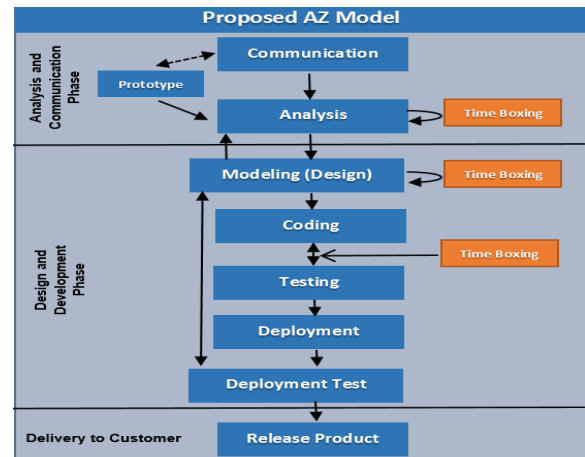 Proposed AZ Model
Analysis and
Communication
Phase
Communication
Prototype
Analysis
Time Boxing
Design and
Development
Phase
Modeling (Design)
Time Boxing
Coding
Time Boxing
Testing
Deployment
Deployment Test
Delivery to Customer
Release Product